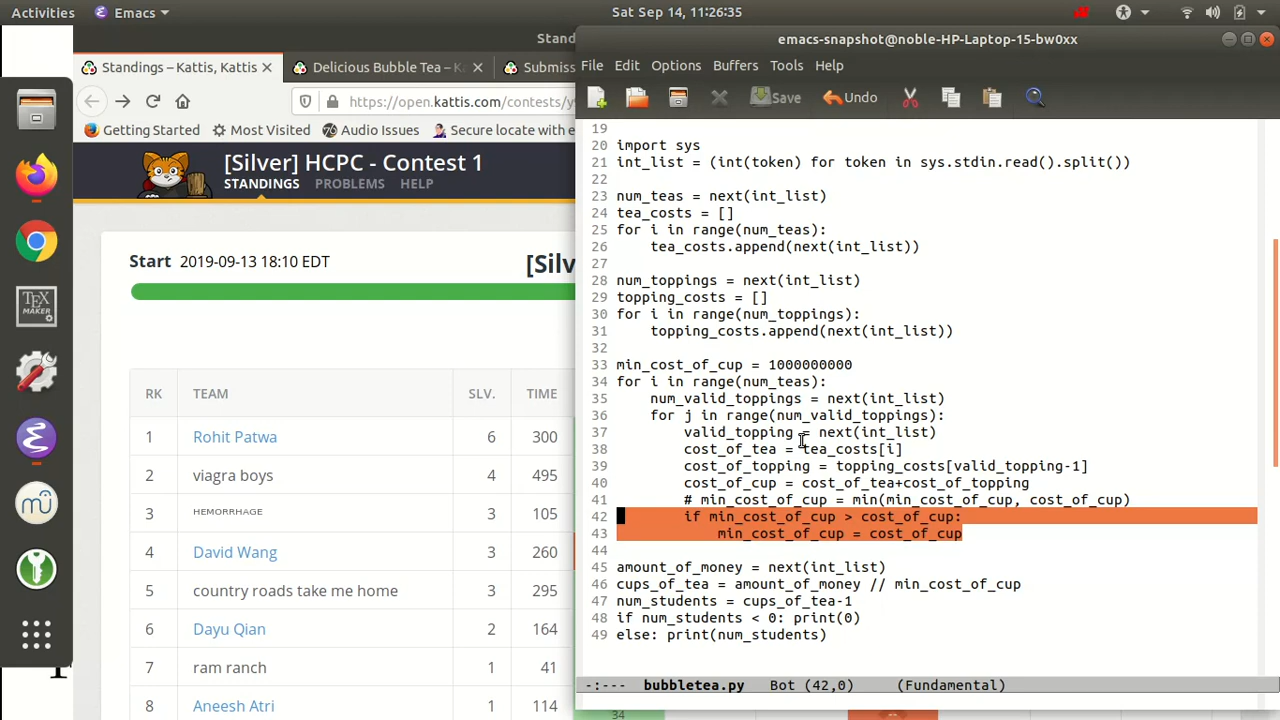 Activities
Emacs
Sat Sep 14, 11:26:35
Stand
emacs-snapshot@noble-HP-Laptop-15-bw0xx
Standings – Kattis, Kattis
Delicious Bubble Tea –
Submiss
File Edit Options Buffers Tools Help
https://open.kattis.com/contests/y
Save
Undo
Getting Started
Most Visited
Audio Issues
Secure locate with e
[Silver] HCPC - Contest 1
STANDINGS PROBLEMS HELP
Start 2019-09-13 18:10 EDT
[Silv
RK TEAM SLV. TIME
1 Rohit Patwa 6 300
2 viagra boys 4 495
3 ʜᴇᴍᴏʀʀʜᴀɢᴇ 3 105
4 David Wang 3 260
5 country roads take me home 3 295
6 Dayu Qian 2 164
7 ram ranch 1 41
8 Aneesh Atri 1 114
34
19
20 import sys
21 int_list = (int(token) for token in sys.stdin.read().split())
22
23 num_teas = next(int_list)
24 tea_costs = []
25 for i in range(num_teas):
26     tea_costs.append(next(int_list))
27
28 num_toppings = next(int_list)
29 topping_costs = []
30 for i in range(num_toppings):
31     topping_costs.append(next(int_list))
32
33 min_cost_of_cup = 1000000000
34 for i in range(num_teas):
35     num_valid_toppings = next(int_list)
36     for j in range(num_valid_toppings):
37         valid_topping = next(int_list)
38         cost_of_tea = tea_costs[i]
39         cost_of_topping = topping_costs[valid_topping-1]
40         cost_of_cup = cost_of_tea+cost_of_topping
41         # min_cost_of_cup = min(min_cost_of_cup, cost_of_cup)
42         if min_cost_of_cup > cost_of_cup:
43             min_cost_of_cup = cost_of_cup
44
45 amount_of_money = next(int_list)
46 cups_of_tea = amount_of_money // min_cost_of_cup
47 num_students = cups_of_tea-1
48 if num_students < 0: print(0)
49 else: print(num_students)
-:--- bubbletea.py Bot (42,0) (Fundamental)
TEX
MAKER